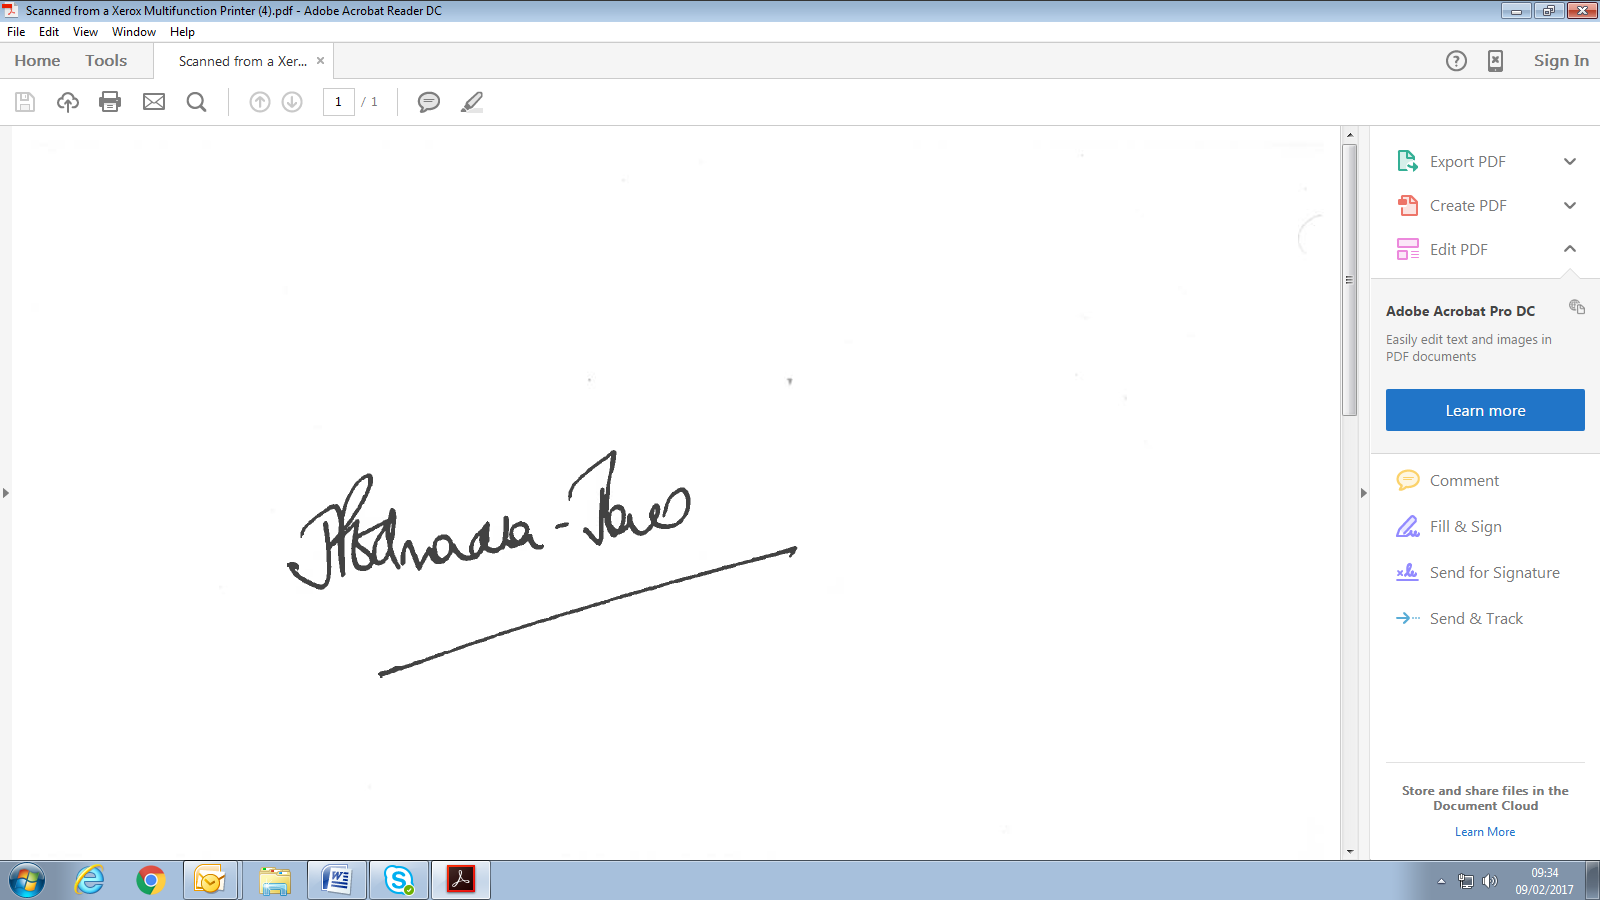 Scanned from a Xerox Multifunction Printer (4).pdf - Adobe Acrobat Reader DC
File Edit View Window Help
Home Tools Scanned from a Xer... × Sign In
1 / 1
Export PDF
Create PDF
Edit PDF
Adobe Acrobat Pro DC
Easily edit text and images in
PDF documents
Learn more
Comment
Fill & Sign
Send for Signature
Send & Track
Store and share files in the
Document Cloud
Learn More
09:34
09/02/2017